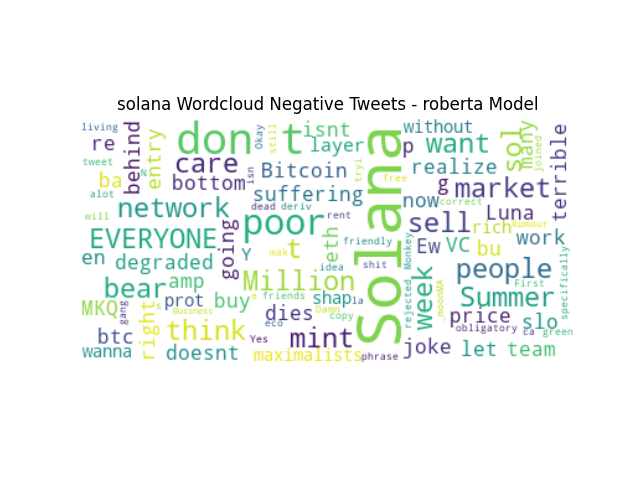 solana Wordcloud Negative Tweets - roberta Model
living
re
tweet
ba
N
alot
will
behind
entry
don
t
care
bottom
isn
Okay
still
isnt
layer
Bitcoin
suffering
tryi
free
Solana
without
p
want
sol
many
joined
terrible
realize
now
g
market
correct
network
EVERYONE
en
degraded
going
poor
dead
deriv
rent
t
eth
friendly
Monkey
rejected
sell
Luna
rich
Rumour
Ew
VC
bu
work
Y
mak
idea
shit
bear
amp
MKQ
gang
s
prot
Business
buy
e
friends
Million
shap
la
dies
Damn
copy
week
_moonMA
people
First
Summer
specifically
price
slo
obligatory
ca
green
btc
wanna
right
think
doesnt
eco
Yes
mint
maximalists
phrase
joke
let
team